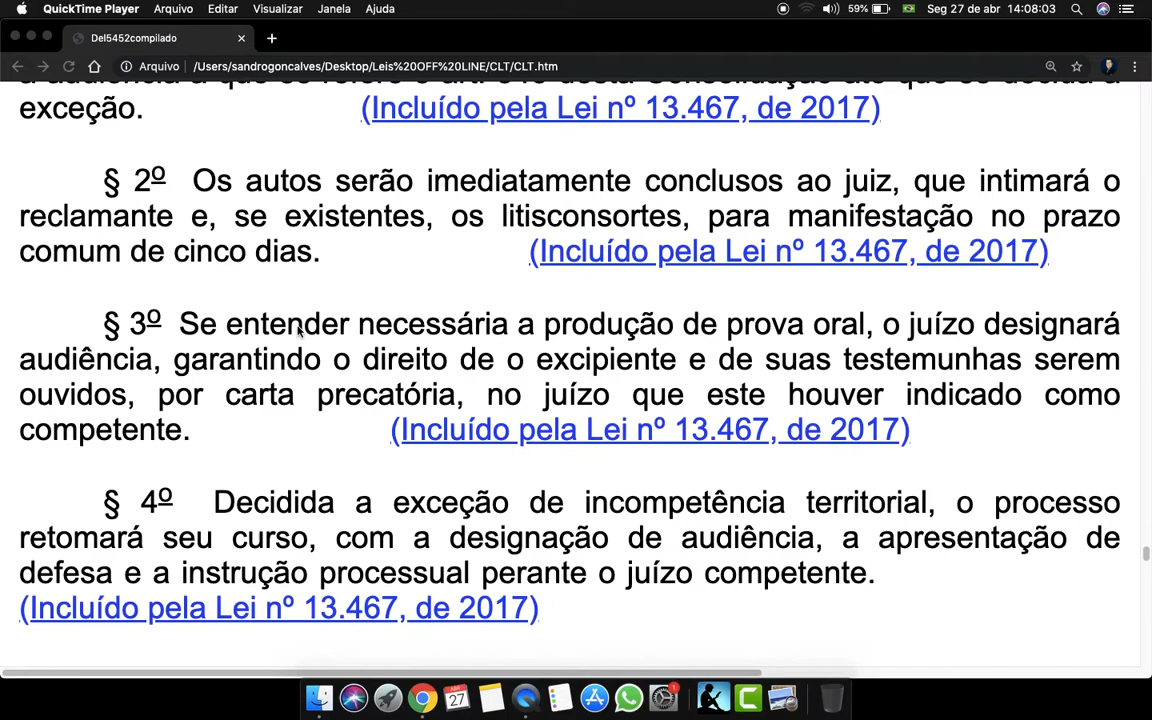 QuickTime Player Arquivo Editar Visualizar Janela Ajuda 59% Seg 27 de abr 14:08:03
Del5452compilado
Arquivo /Users/sandrogoncalves/Desktop/Leis%20OFF%20LINE/CLT/CLT.htm
exceção. (Incluído pela Lei nº 13.467, de 2017)
§ 2º Os autos serão imediatamente conclusos ao juiz, que intimará o
reclamante e, se existentes, os litisconsortes, para manifestação no prazo
comum de cinco dias. (Incluído pela Lei nº 13.467, de 2017)
§ 3º Se entender necessária a produção de prova oral, o juízo designará
audiência, garantindo o direito de o excipiente e de suas testemunhas serem
ouvidos, por carta precatória, no juízo que este houver indicado como
competente. (Incluído pela Lei nº 13.467, de 2017)
§ 4º Decidida a exceção de incompetência territorial, o processo
retomará seu curso, com a designação de audiência, a apresentação de
defesa e a instrução processual perante o juízo competente.
(Incluído pela Lei nº 13.467, de 2017)
27
1